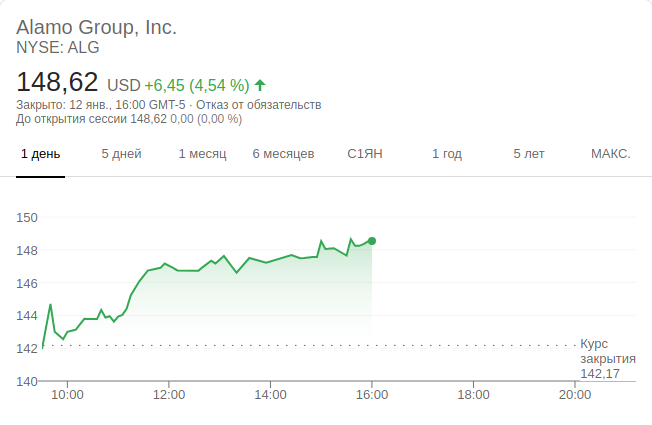 Alamo Group, Inc.
NYSE: ALG
148,62 USD +6,45 (4,54 %)
Закрыто: 12 янв., 16:00 GMT-5 · Отказ от обязательств
До открытия сессии 148,62 0,00 (0,00 %)
1 день 5 дней 1 месяц 6 месяцев С1ЯН 1 год 5 лет МАКС.
150
148
146
144
142
140
Курс
закрытия
142,17
10:00 12:00 14:00 16:00 18:00 20:00